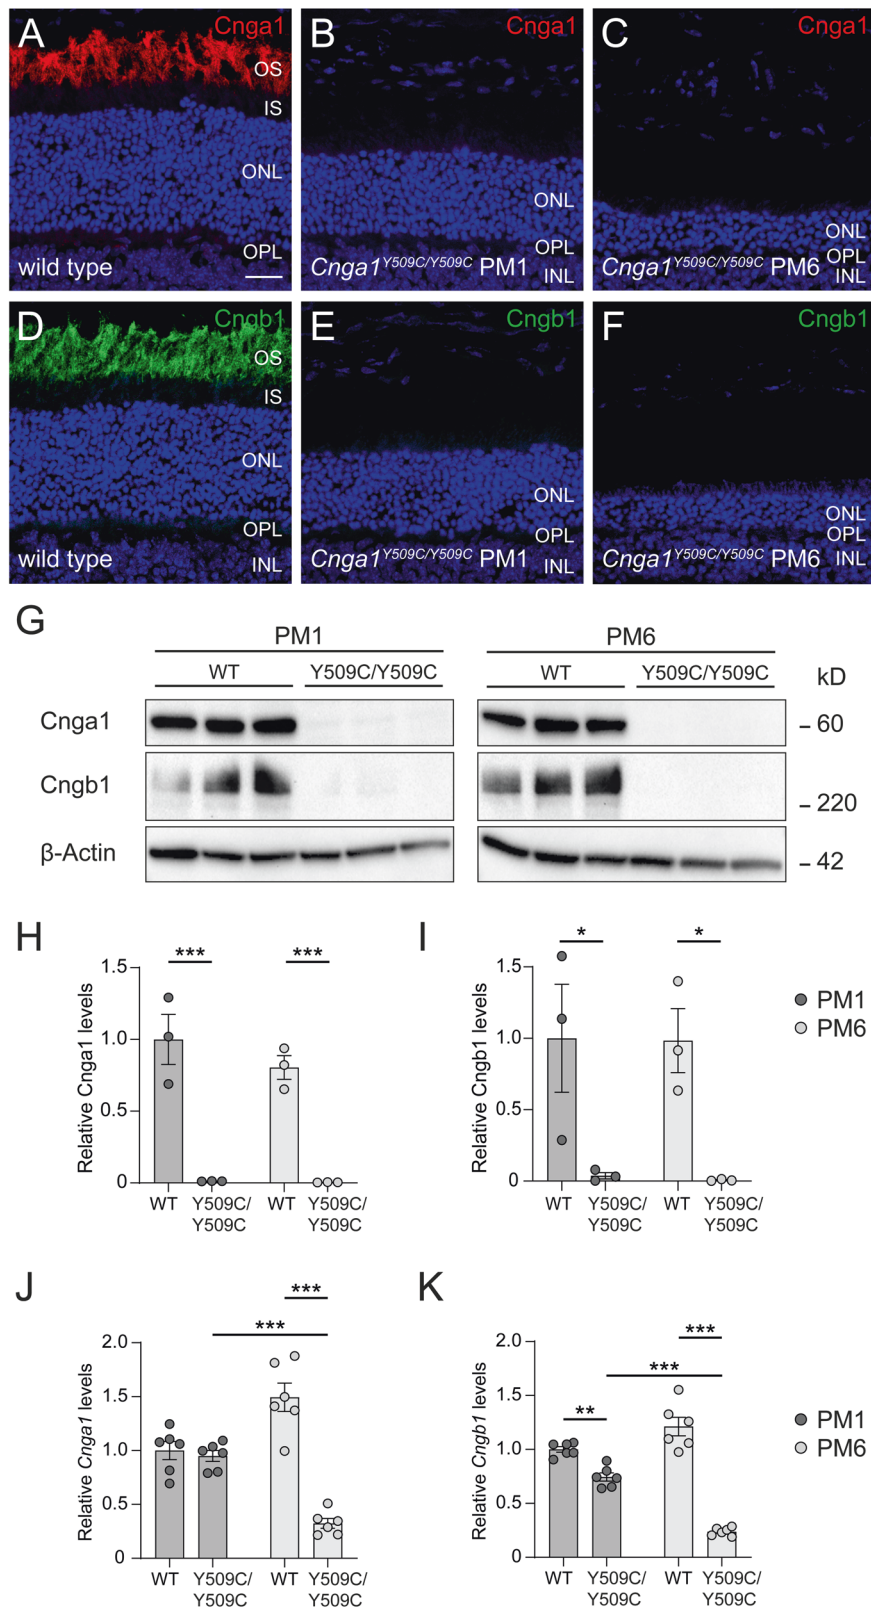 A Cnga1
OS
IS
ONL
OPL
wild type
B Cnga1
ONL
OPL
Cnga1Y509C/Y509C PM1
INL
C Cnga1
ONL
OPL
Cnga1Y509C/Y509C PM6
INL
D Cngb1
OS
IS
ONL
OPL
wild type
INL
E Cngb1
ONL
OPL
Cnga1Y509C/Y509C PM1
INL
F Cngb1
ONL
OPL
Cnga1Y509C/Y509C PM6
INL
G
PM1 PM6
WT Y509C/Y509C WT Y509C/Y509C kD
Cnga1 – 60
Cngb1 – 220
β-Actin – 42
H
Relative Cnga1 levels
1.5
1.0
0.5
0
*** ***
WT Y509C/ WT Y509C/
Y509C Y509C
I
Relative Cngb1 levels
1.5
1.0
0.5
0
* *
WT Y509C/ WT Y509C/
Y509C Y509C
PM1
PM6
J
Relative Cnga1 levels
2.0
1.5
1.0
0.5
0
***
***
WT Y509C/ WT Y509C/
Y509C Y509C
K
Relative Cngb1 levels
2.0
1.5
1.0
0.5
0
***
***
**
WT Y509C/ WT Y509C/
Y509C Y509C
PM1
PM6